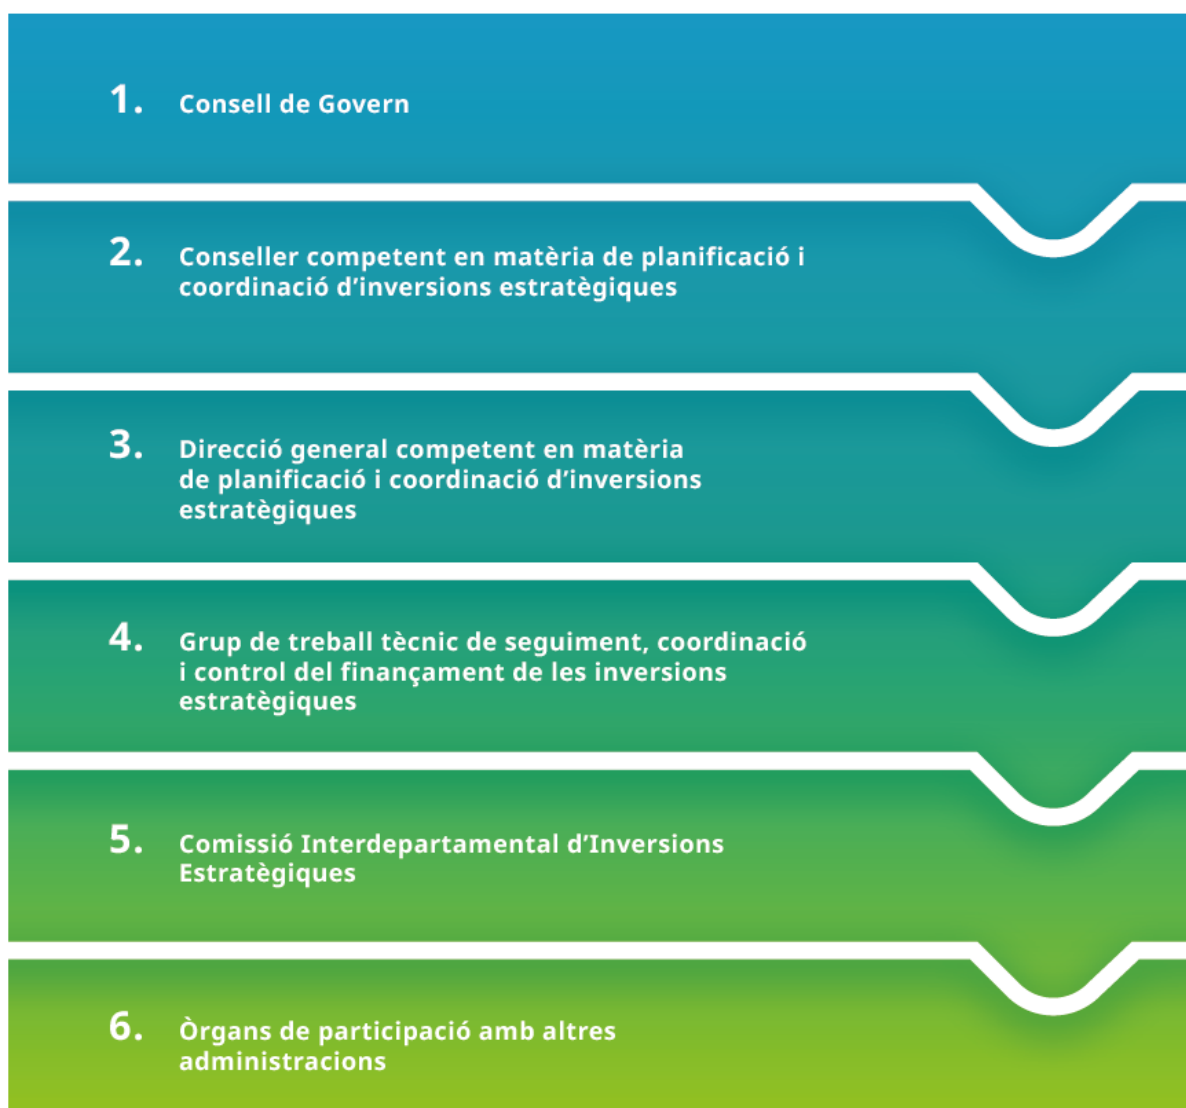 1. Consell de Govern
2. Conseller competent en matèria de planificació i
coordinació d’inversions estratègiques
3. Direcció general competent en matèria
de planificació i coordinació d’inversions
estratègiques
4. Grup de treball tècnic de seguiment, coordinació
i control del finançament de les inversions
estratègiques
5. Comissió Interdepartamental d’Inversions
Estratègiques
6. Òrgans de participació amb altres
administracions